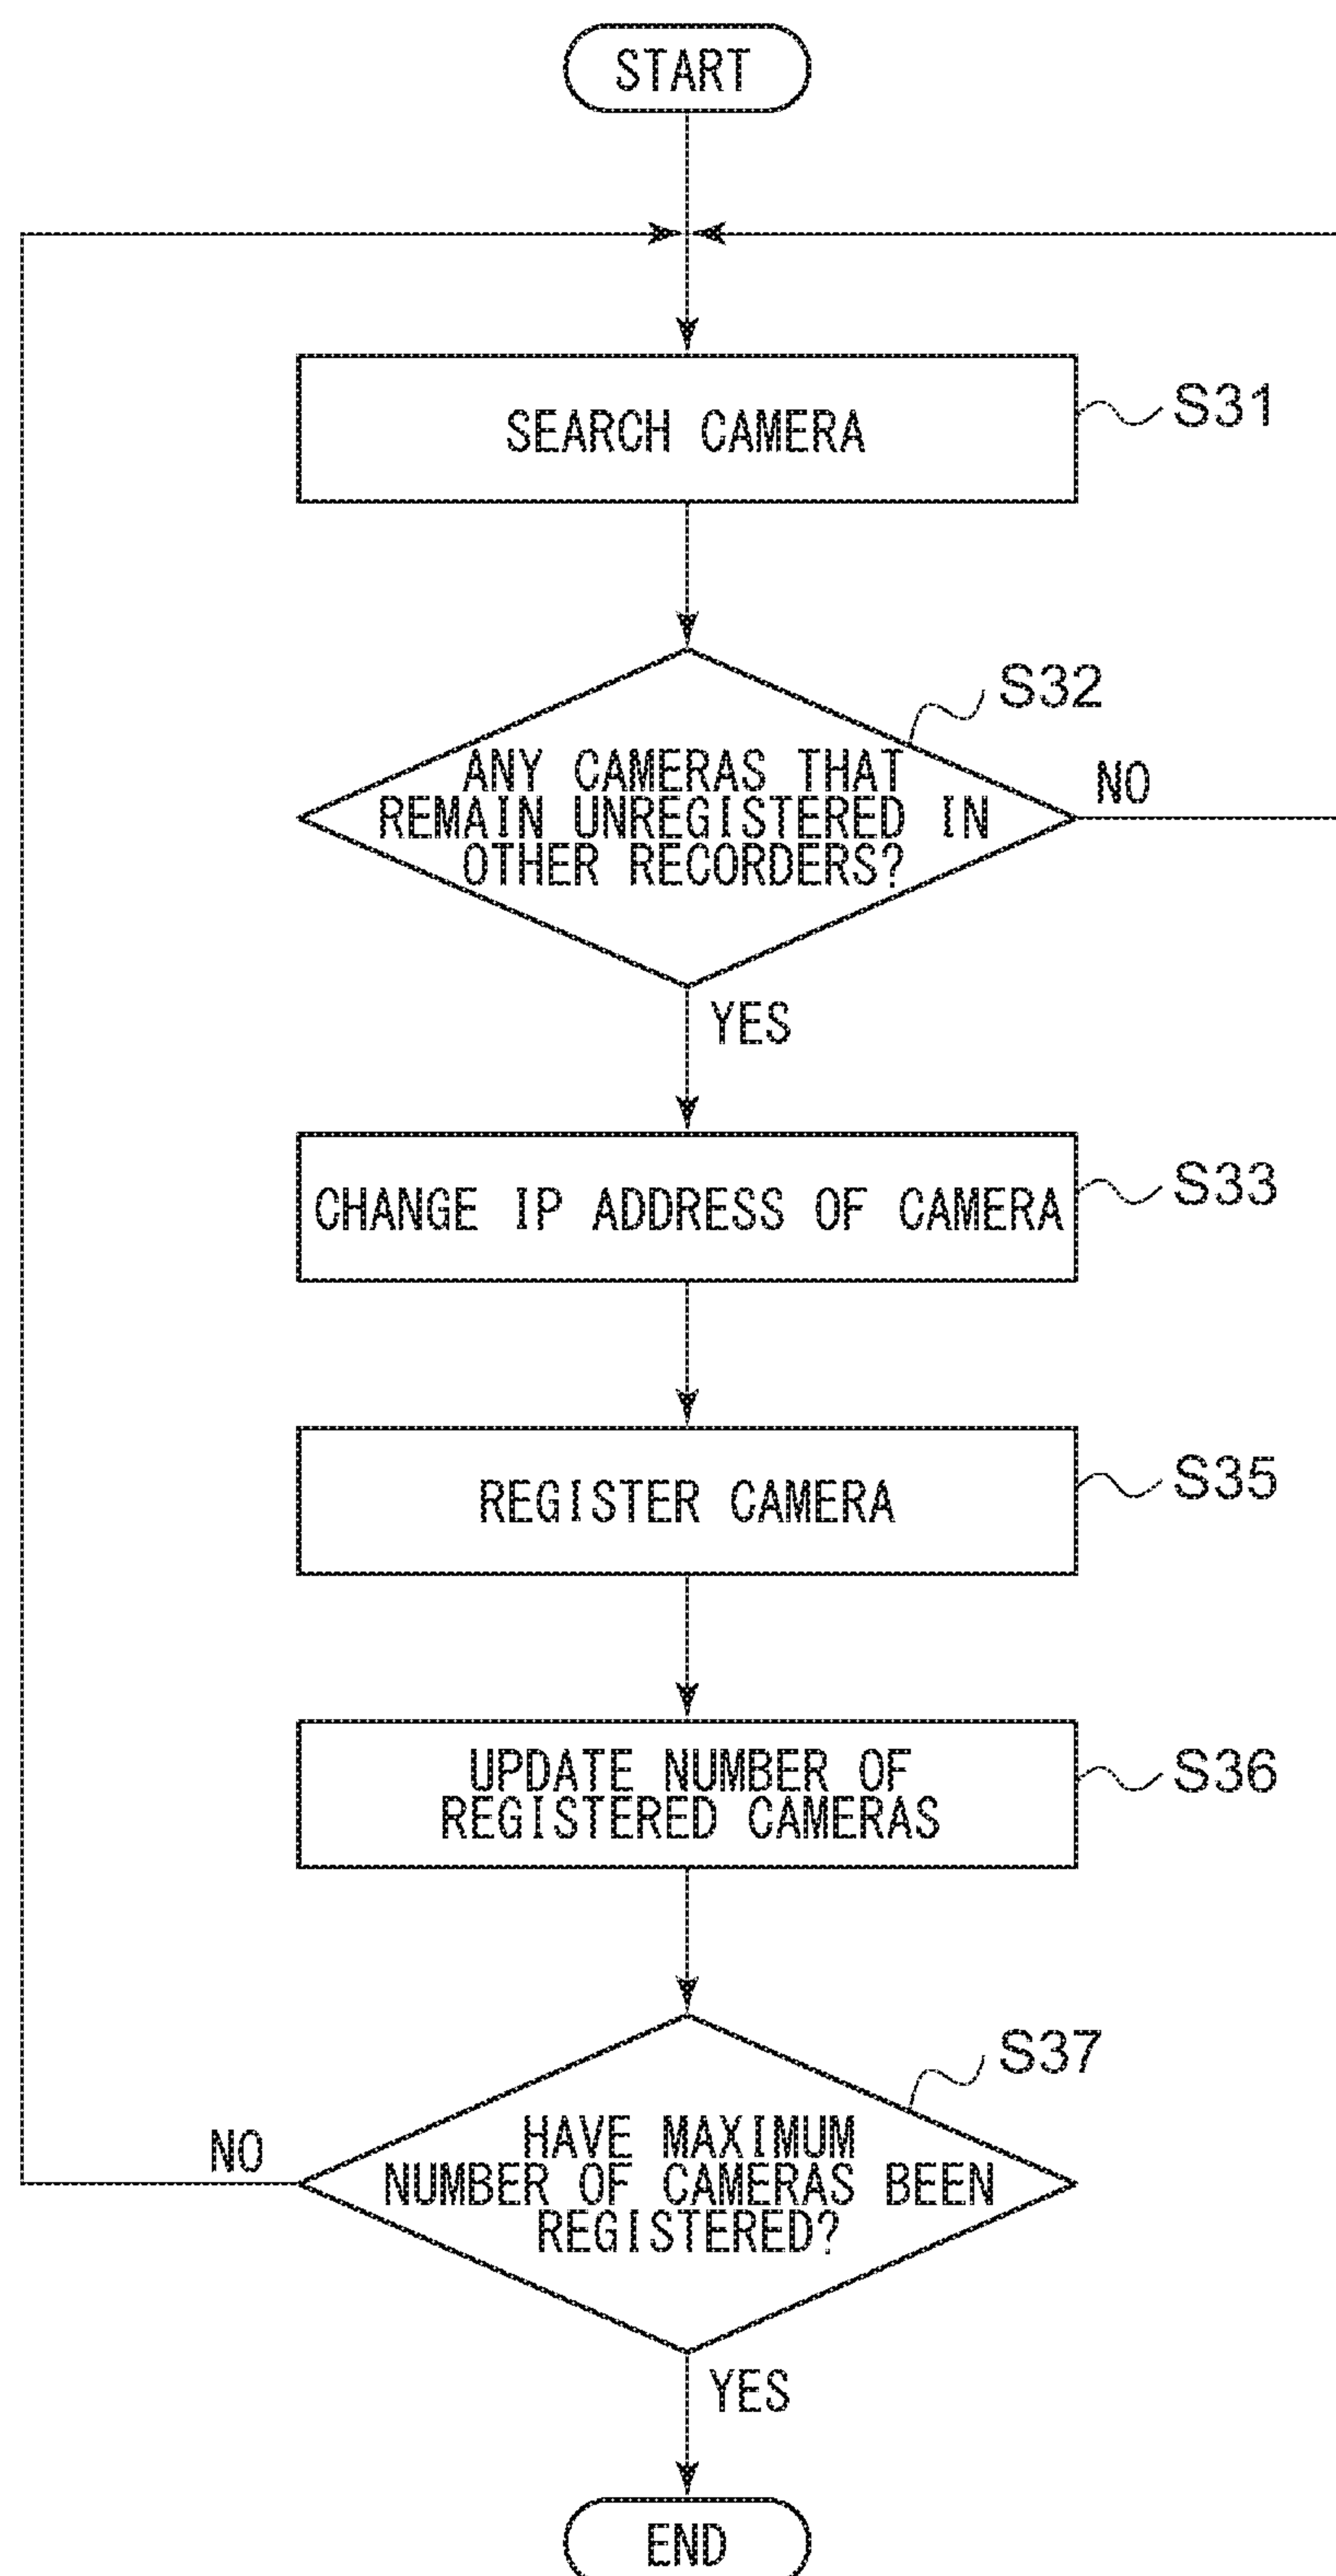 START
SEARCH CAMERA
S31
S32
ANY CAMERAS THAT
REMAIN UNREGISTERED IN
OTHER RECORDERS?
NO
YES
CHANGE IP ADDRESS OF CAMERA
S33
REGISTER CAMERA
S35
UPDATE NUMBER OF
REGISTERED CAMERAS
S36
S37
HAVE MAXIMUM
NUMBER OF CAMERAS BEEN
REGISTERED?
NO
YES
END